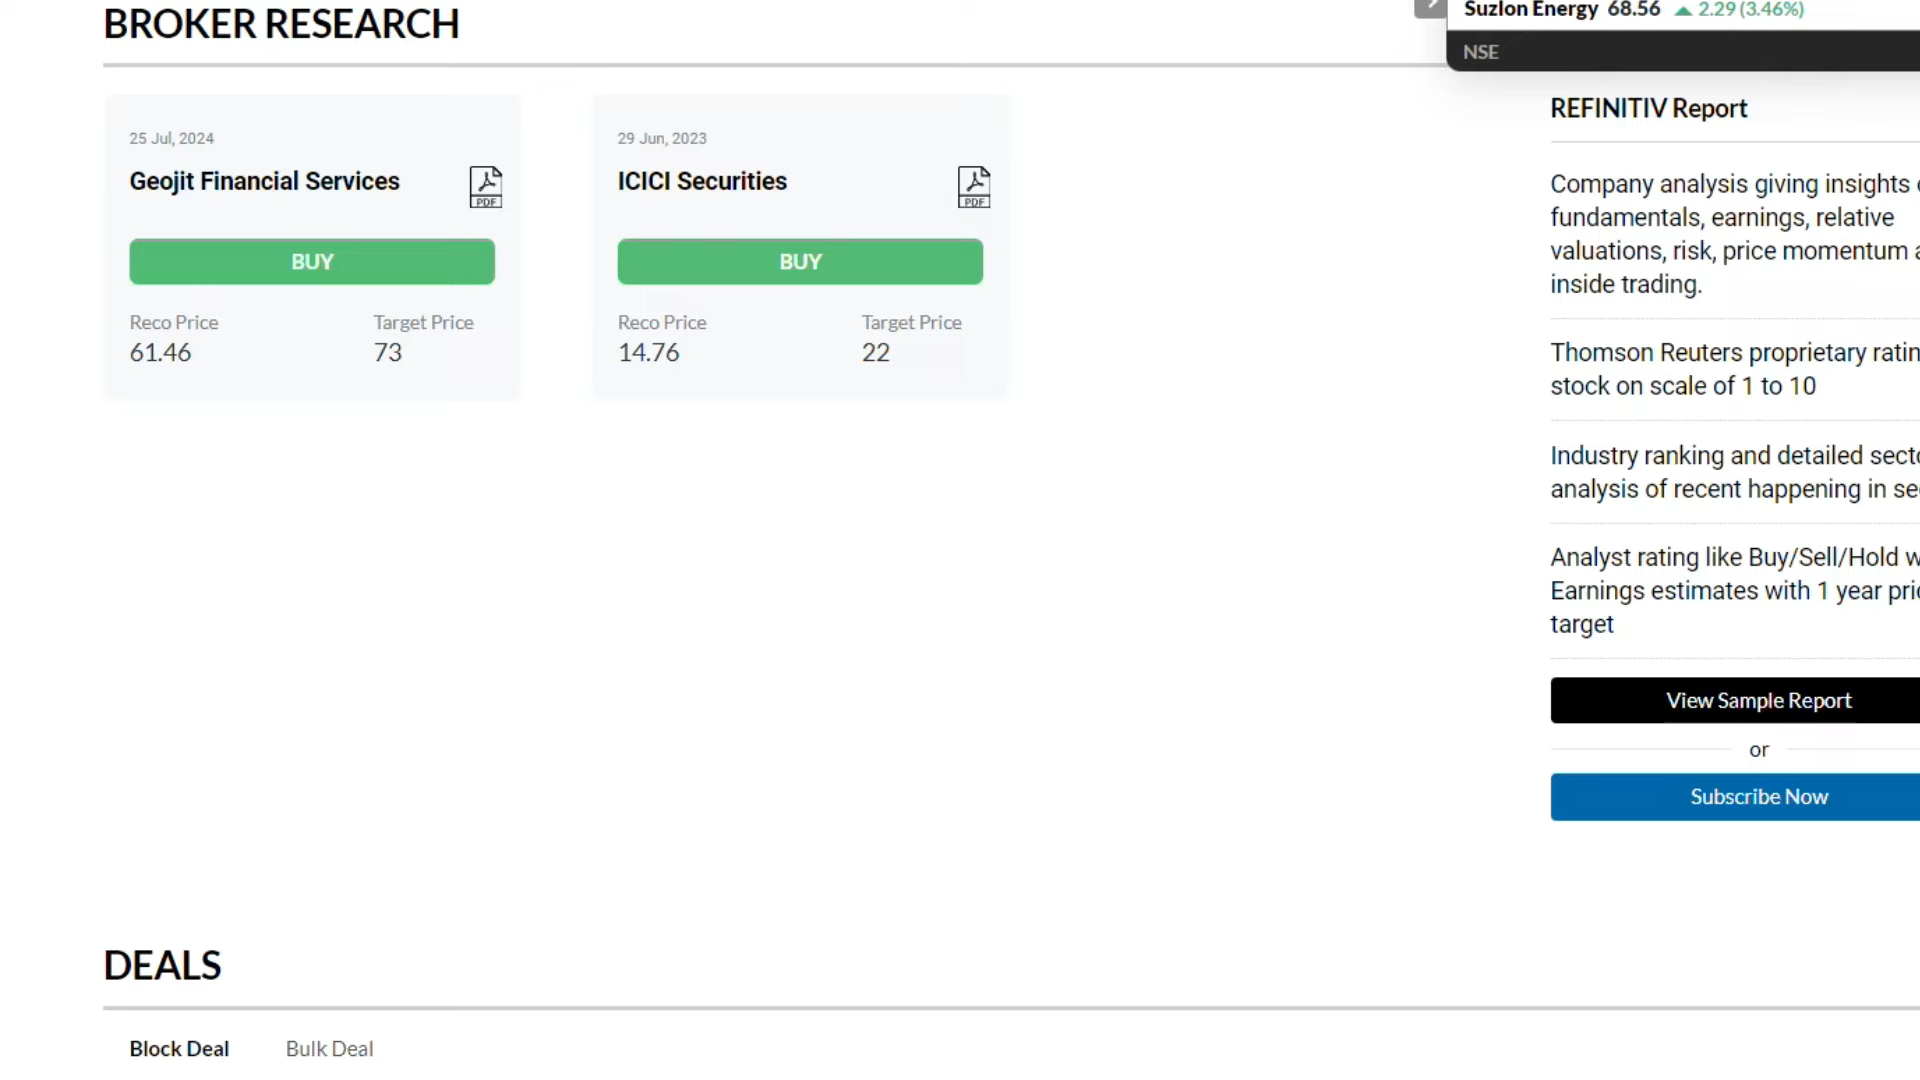 BROKER RESEARCH
Suzlon Energy 68.56 ▲ 2.29 (3.46%)
NSE
25 Jul, 2024
Geojit Financial Services
PDF
BUY
Reco Price Target Price
61.46 73
29 Jun, 2023
ICICI Securities
PDF
BUY
Reco Price Target Price
14.76 22
REFINITIV Report
Company analysis giving insights
fundamentals, earnings, relative
valuations, risk, price momentum
inside trading.
Thomson Reuters proprietary
stock on scale of 1 to 10
Industry ranking and detailed
analysis of recent happening in
Analyst rating like Buy/Sell/Hold
Earnings estimates with 1 year
target
View Sample Report
or
Subscribe Now
DEALS
Block Deal Bulk Deal